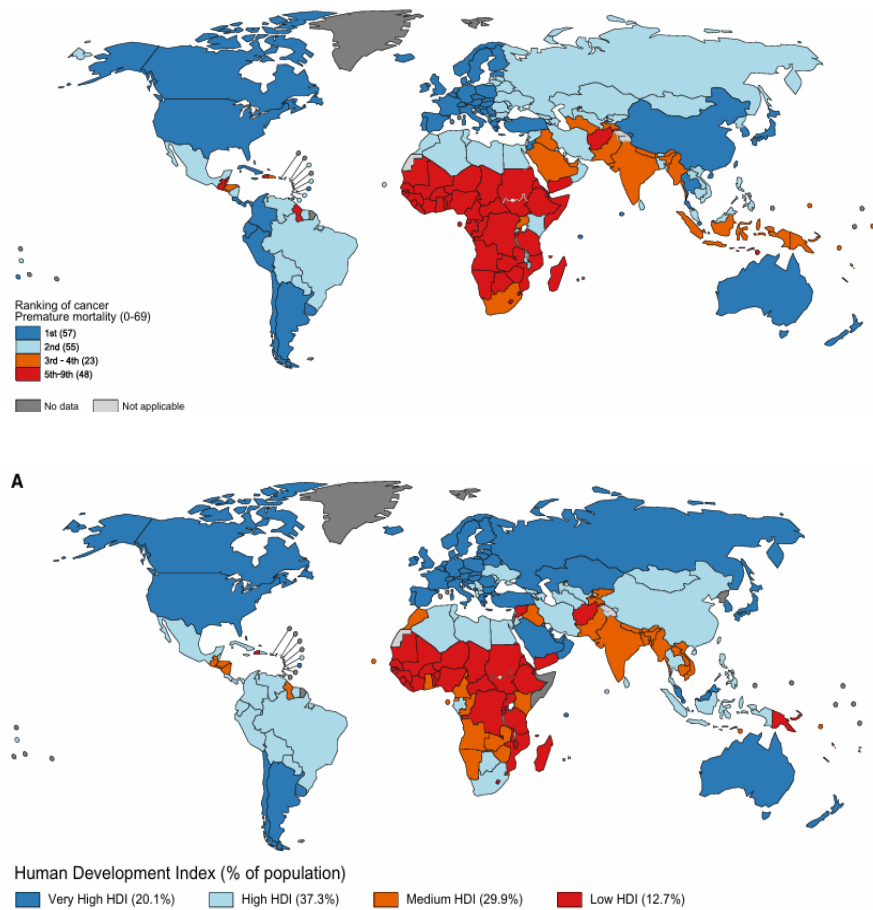 Ranking of cancer
Premature mortality (0-69)
1st (57)
2nd (55)
3rd - 4th (23)
5th-9th (48)
No data Not applicable
A
Human Development Index (% of population)
Very High HDI (20.1%) High HDI (37.3%) Medium HDI (29.9%) Low HDI (12.7%)